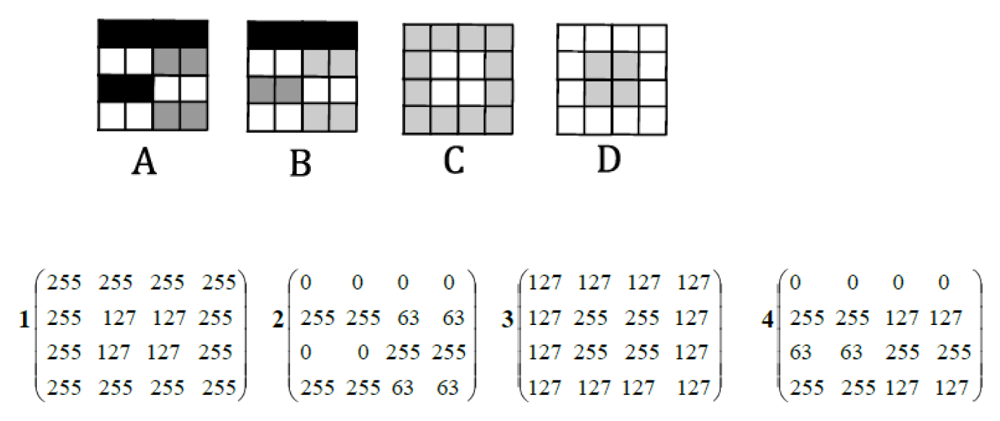 A B C D
255 255 255 255 0 0 0 0 127 127 127 127 0 0 0 0
1 255 127 127 255 2 255 255 63 63 3 127 255 255 127 4 255 255 127 127
255 127 127 255 0 0 255 255 127 255 255 127 63 63 255 255
255 255 255 255 255 255 63 63 127 127 127 127 255 255 127 127